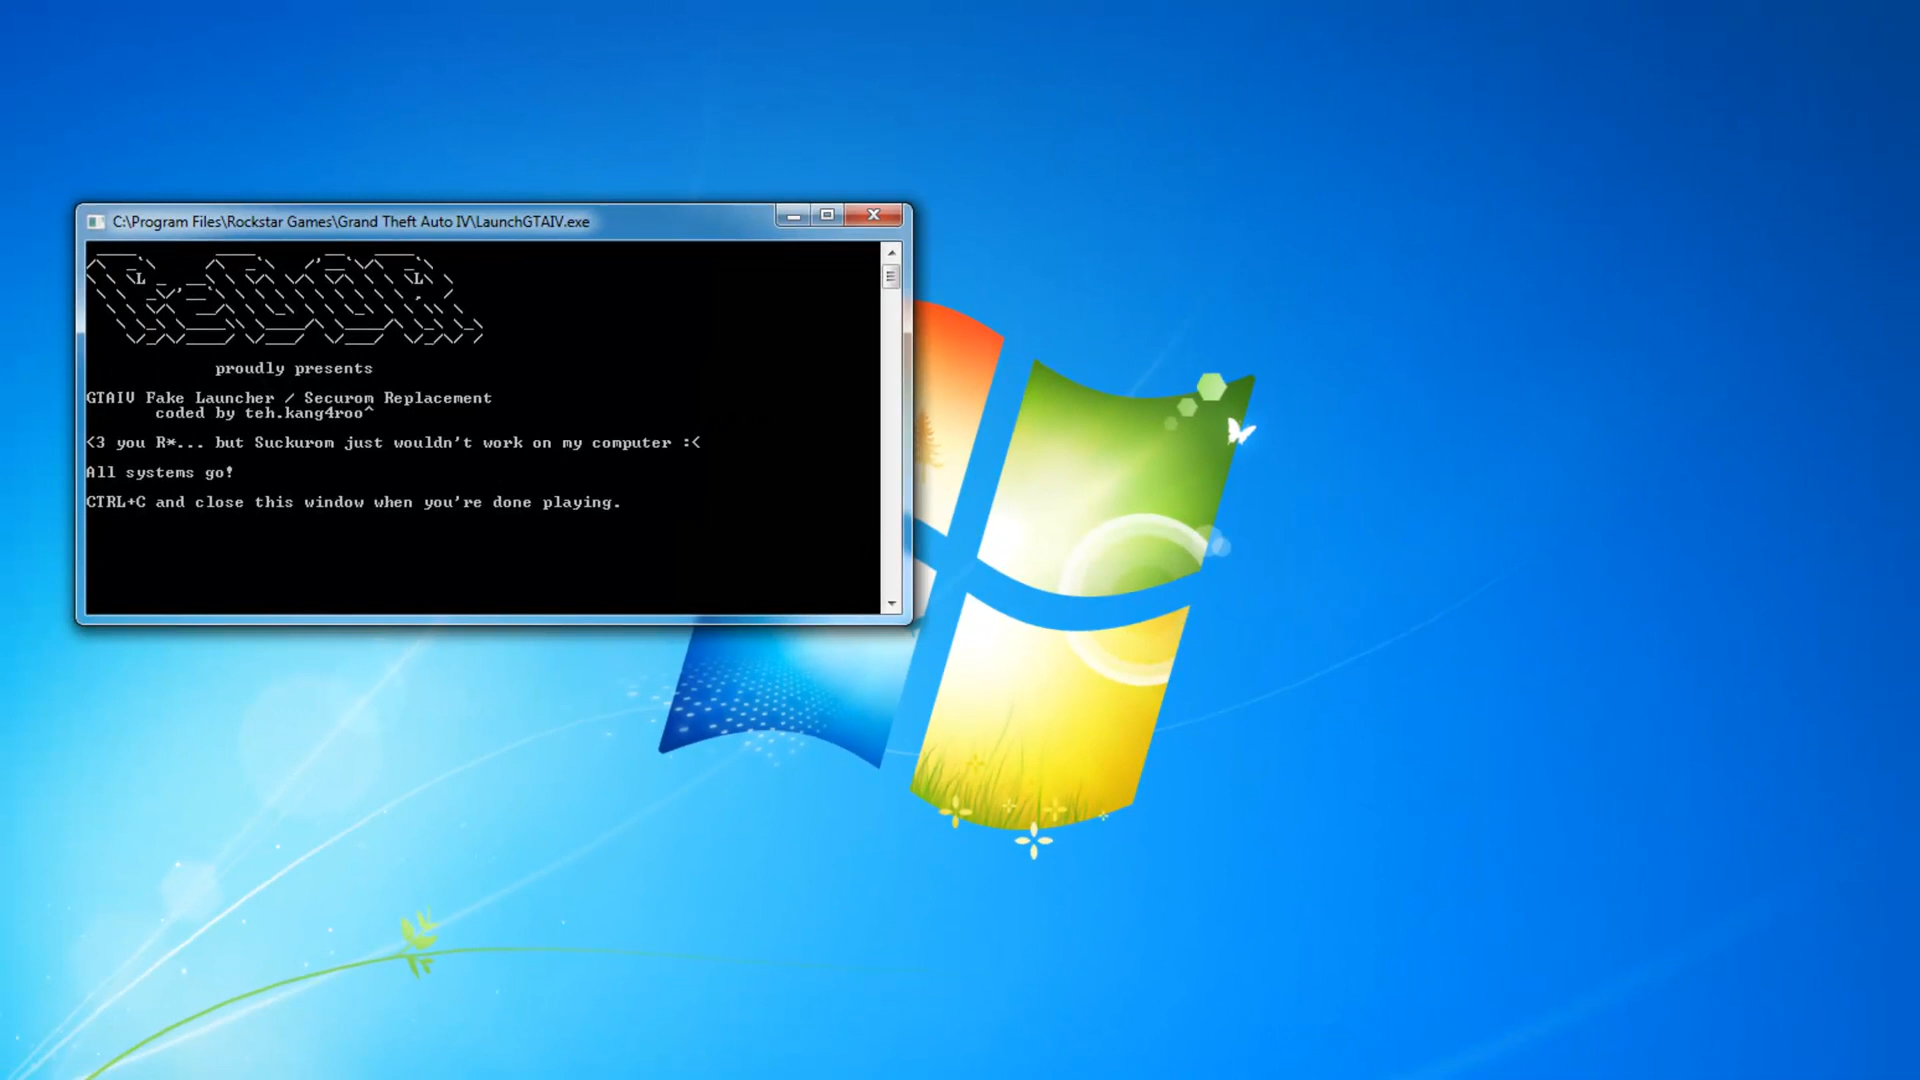 C:\Program Files\Rockstar Games\Grand Theft Auto IV\LaunchGTAIV.exe
proudly presents
GTAIV Fake Launcher / Securom Replacement
coded by teh.kang4roo^
<3 you R*... but Suckurom just wouldn't work on my computer :<
All systems go!
CTRL+C and close this window when you're done playing.